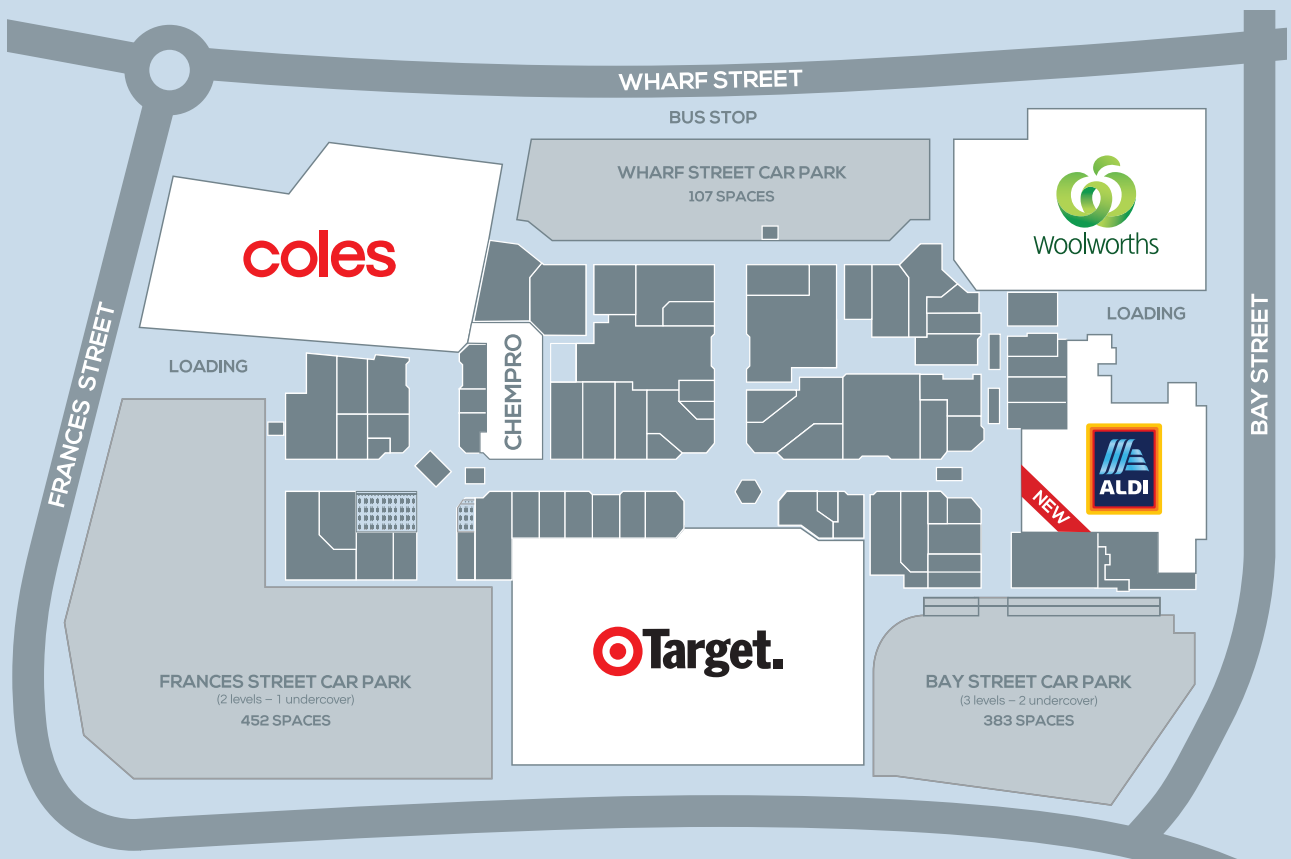 WHARF STREET
BUS STOP
WHARF STREET CAR PARK
107 SPACES
coles
Woolworths
LOADING
CHEMPRO
LOADING
FRANCES STREET
BAY STREET
ALDI
NEW
Target.
FRANCES STREET CAR PARK
(2 levels – 1 undercover)
452 SPACES
BAY STREET CAR PARK
(3 levels – 2 undercover)
383 SPACES